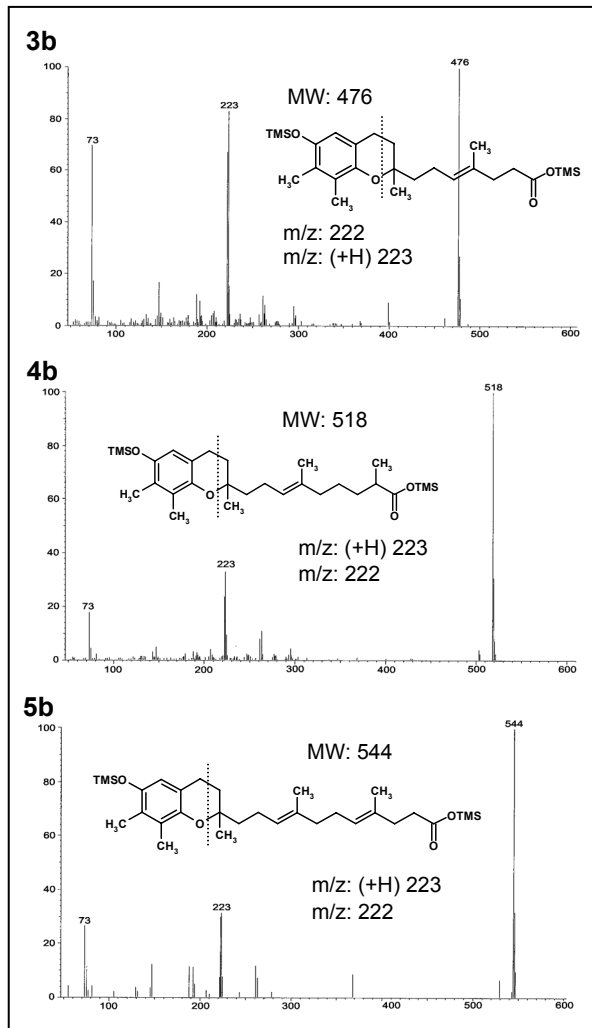 3b
100
80
60
40
20
0
73
223
476
MW: 476
TMSO
H₃C
CH₃
O
CH₃
CH₃
O
OTMS
m/z: 222
m/z: (+H) 223
100 200 300 400 500 600
4b
100
80
60
40
20
0
73
223
518
MW: 518
TMSO
H₃C
CH₃
O
CH₃
CH₃
CH₃
O
OTMS
m/z: (+H) 223
m/z: 222
100 200 300 400 500 600
5b
100
80
60
40
20
0
73
223
544
MW: 544
TMSO
H₃C
CH₃
O
CH₃
CH₃
CH₃
O
OTMS
m/z: (+H) 223
m/z: 222
100 200 300 400 500 600